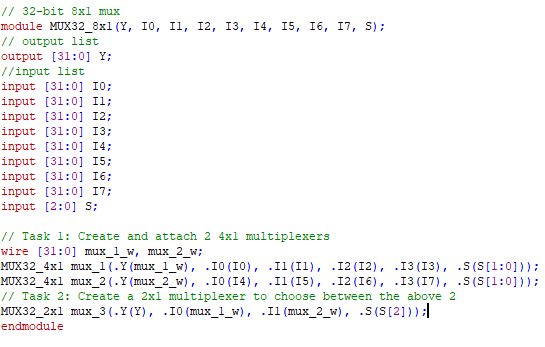 // 32-bit 8x1 mux
module MUX32_8x1(Y, I0, I1, I2, I3, I4, I5, I6, I7, S);
// output list
output [31:0] Y;
//input list
input [31:0] I0;
input [31:0] I1;
input [31:0] I2;
input [31:0] I3;
input [31:0] I4;
input [31:0] I5;
input [31:0] I6;
input [31:0] I7;
input [2:0] S;
// Task 1: Create and attach 2 4x1 multiplexers
wire [31:0] mux_1_w, mux_2_w;
MUX32_4x1 mux_1(.Y(mux_1_w), .I0(I0), .I1(I1), .I2(I2), .I3(I3), .S(S[1:0]));
MUX32_4x1 mux_2(.Y(mux_2_w), .I0(I4), .I1(I5), .I2(I6), .I3(I7), .S(S[1:0]));
// Task 2: Create a 2x1 multiplexer to choose between the above 2
MUX32_2x1 mux_3(.Y(Y), .I0(mux_1_w), .I1(mux_2_w), .S(S[2]));
endmodule